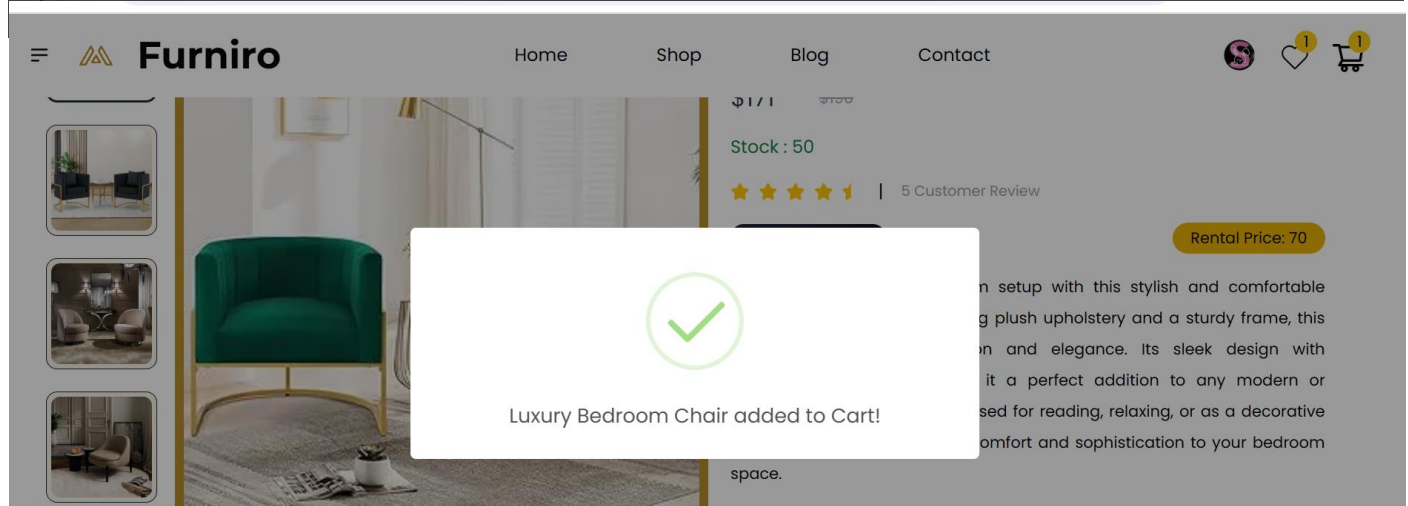 Furniro
Home
Shop
Blog
Contact
1
1
$171
Stock : 50
| 5 Customer Review
Rental Price: 70
setup with this stylish and comfortable
plush upholstery and a sturdy frame, this
and elegance. Its sleek design with
it a perfect addition to any modern or
for reading, relaxing, or as a decorative
and sophistication to your bedroom
space.
Luxury Bedroom Chair added to Cart!